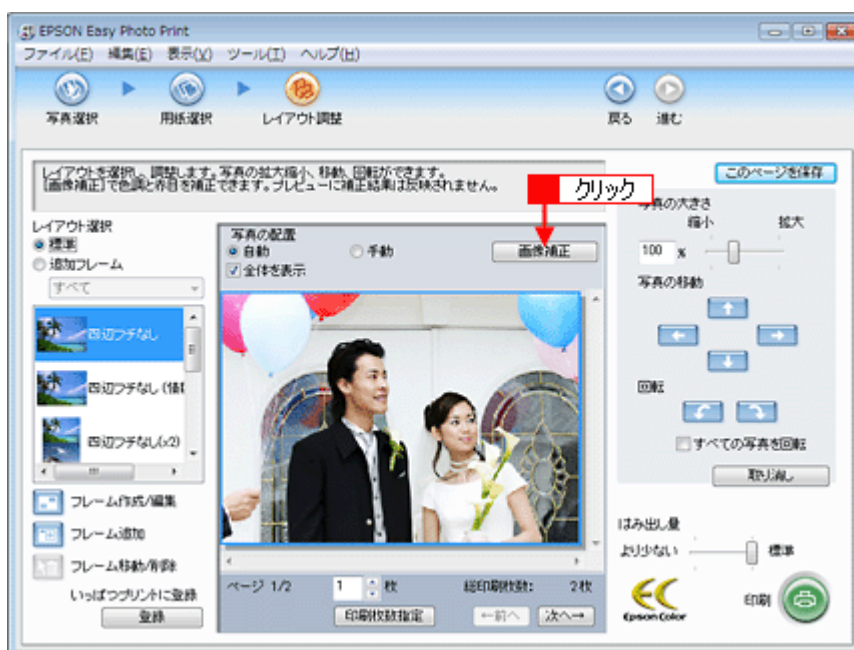 EPSON Easy Photo Print
ファイル(F) 編集(E) 表示(V) ツール(T) ヘルプ(H)
写真選択 用紙選択 レイアウト調整 戻る 進む
レイアウトを選択し、調整します。写真の拡大縮小、移動、回転ができます。
[画像補正]で色調と赤目を補正できます。プレビューに補正結果は反映されません。
このページを保存
クリック
レイアウト選択
標準
追加フレーム
すべて
四辺フチなし
四辺フチなし
四辺フチなし(x2)
フレーム作成/編集
フレーム追加
フレーム移動/削除
いっぱつプリントに登録
登録
写真の配置
自動 手動 画像補正
全体を表示
ページ 1/2 1 枚 総印刷枚数: 2枚
印刷枚数指定 ←前へ 次へ→
写真の大きさ
縮小 拡大
100 %
写真の移動
回転
すべての写真を回転
取り消し
はみ出し量
より少ない 標準
Epson Color
印刷